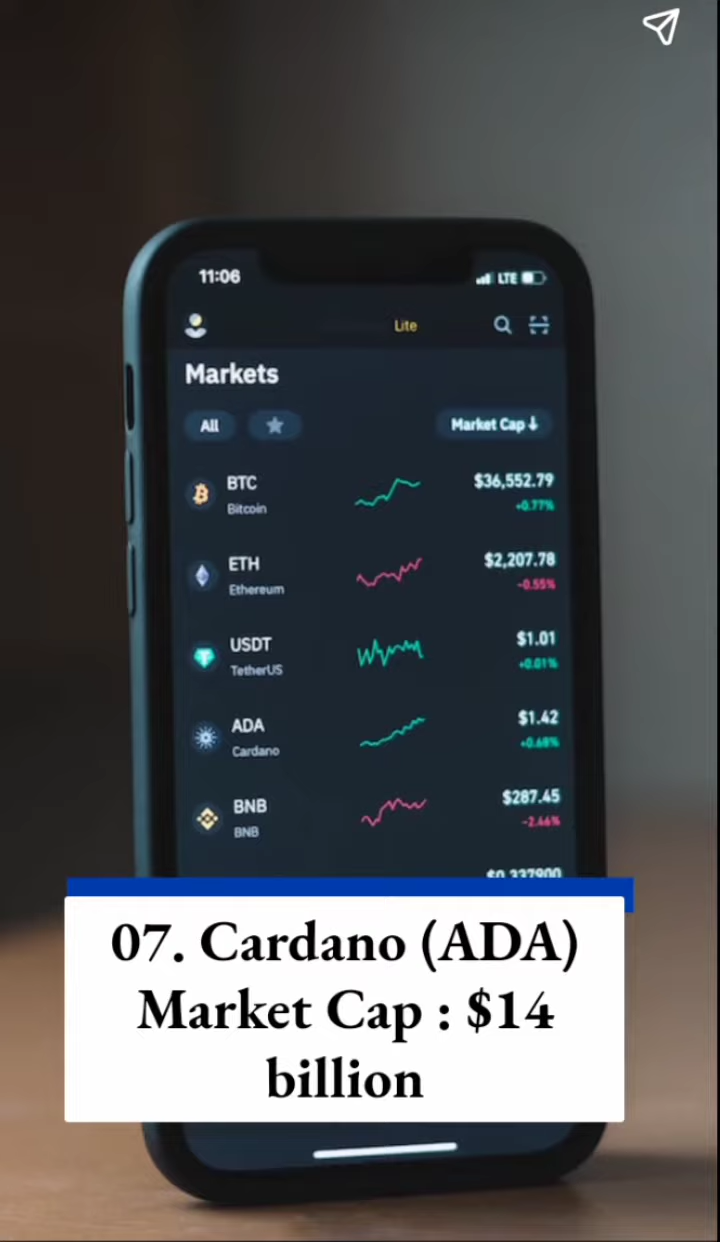 11:06
LTE
Lite
Markets
All
Market Cap ↓
BTC
$36,552.79
Bitcoin
+0.77%
ETH
$2,207.78
Ethereum
-0.55%
USDT
$1.01
TetherUS
+0.01%
ADA
$1.42
Cardano
+0.68%
BNB
$287.45
BNB
-2.46%
$0.337900
07. Cardano (ADA)
Market Cap : $14
billion